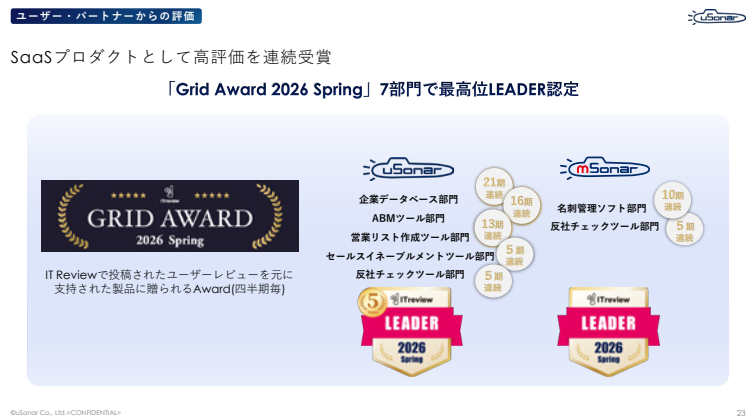 ユーザー・パートナーからの評価
uSonar
SaaSプロダクトとして高評価を連続受賞
「Grid Award 2026 Spring」7部門で最高位LEADER認定
ITreview
GRID AWARD
2026 Spring
IT Reviewで投稿されたユーザーレビューを元に
支持された製品に贈られるAward(四半期毎)
uSonar
企業データベース部門
21期
連続
ABMツール部門
16期
連続
営業リスト作成ツール部門
13期
連続
セールスイネーブルメントツール部門
5期
連続
反社チェックツール部門
5期
連続
5
ITreview
LEADER
2026
Spring
mSonar
名刺管理ソフト部門
10期
連続
反社チェックツール部門
5期
連続
ITreview
LEADER
2026
Spring
©uSonar Co., Ltd.<CONFIDENTIAL>
23